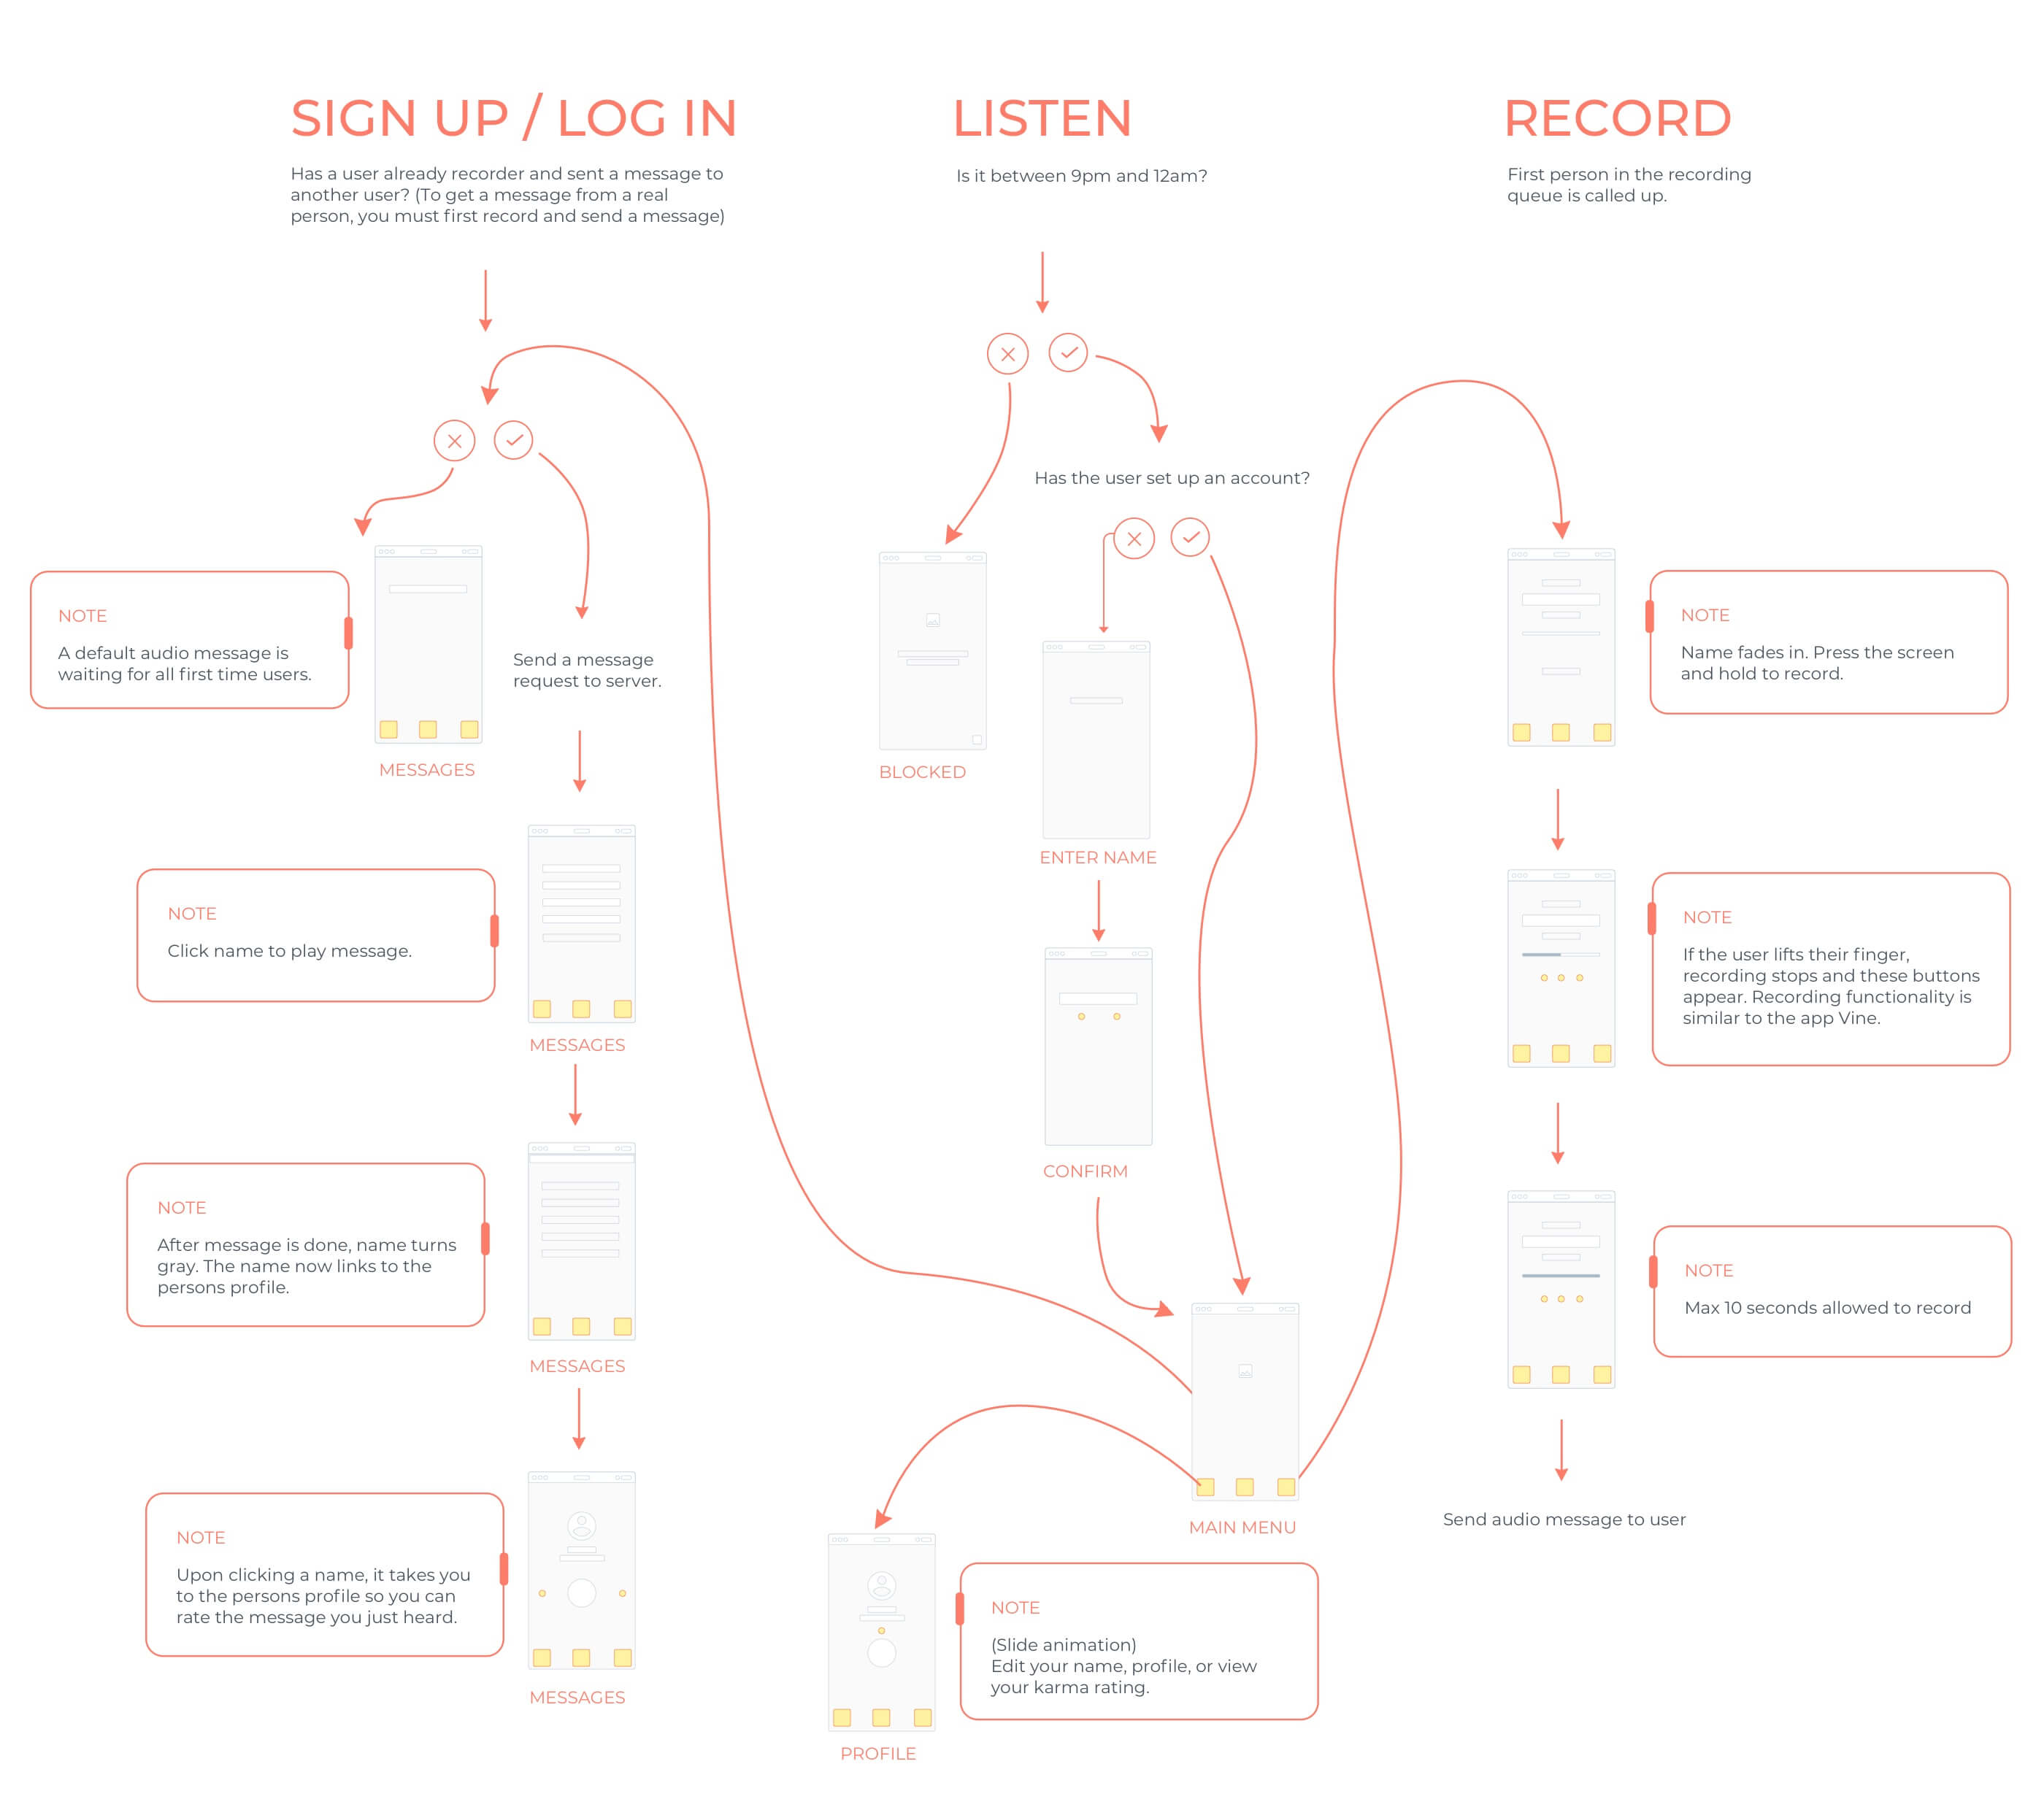 SIGN UP / LOG IN
Has a user already recorder and sent a message to
another user? (To get a message from a real
person, you must first record and send a message)
NOTE
A default audio message is
waiting for all first time users.
MESSAGES
Send a message
request to server.
NOTE
Click name to play message.
MESSAGES
NOTE
After message is done, name turns
gray. The name now links to the
persons profile.
MESSAGES
NOTE
Upon clicking a name, it takes you
to the persons profile so you can
rate the message you just heard.
MESSAGES
LISTEN
Is it between 9pm and 12am?
Has the user set up an account?
BLOCKED
ENTER NAME
CONFIRM
MAIN MENU
NOTE
(Slide animation)
Edit your name, profile, or view
your karma rating.
PROFILE
RECORD
First person in the recording
queue is called up.
NOTE
Name fades in. Press the screen
and hold to record.
NOTE
If the user lifts their finger,
recording stops and these buttons
appear. Recording functionality is
similar to the app Vine.
NOTE
Max 10 seconds allowed to record
Send audio message to user